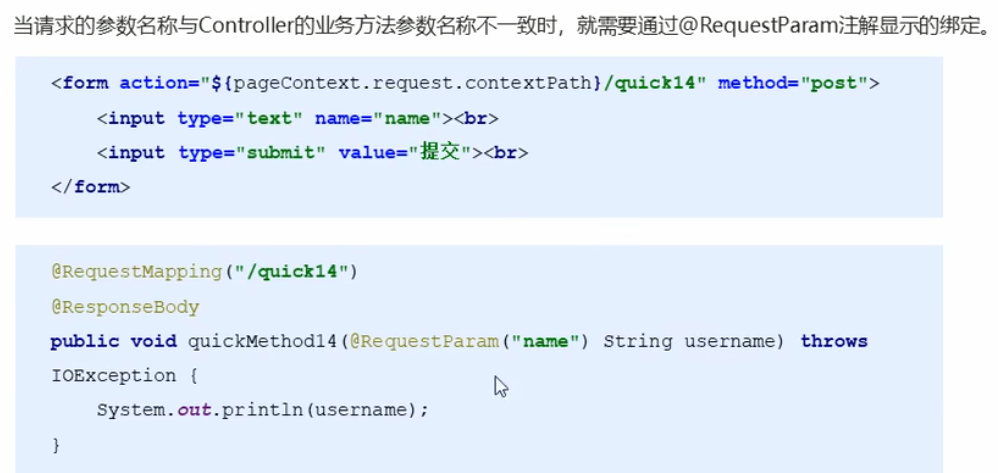 当请求的参数名称与Controller的业务方法参数名称不一致时，就需要通过@RequestParam注解显示的绑定。
<form action="${pageContext.request.contextPath}/quick14" method="post">
    <input type="text" name="name"><br>
    <input type="submit" value="提交"><br>
</form>
@RequestMapping("/quick14")
@ResponseBody
public void quickMethod14(@RequestParam("name") String username) throws
IOException {
    System.out.println(username);
}